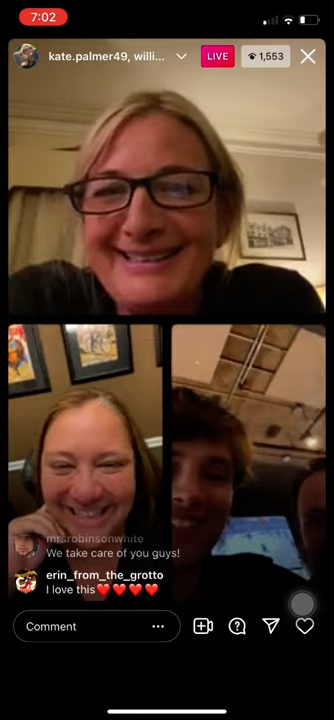 7:02
kate.palmer49, willi...
LIVE
1,553
mrsrobinsonwhite
We take care of you guys!
erin_from_the_grotto
I love this❤️❤️❤️❤️
Comment